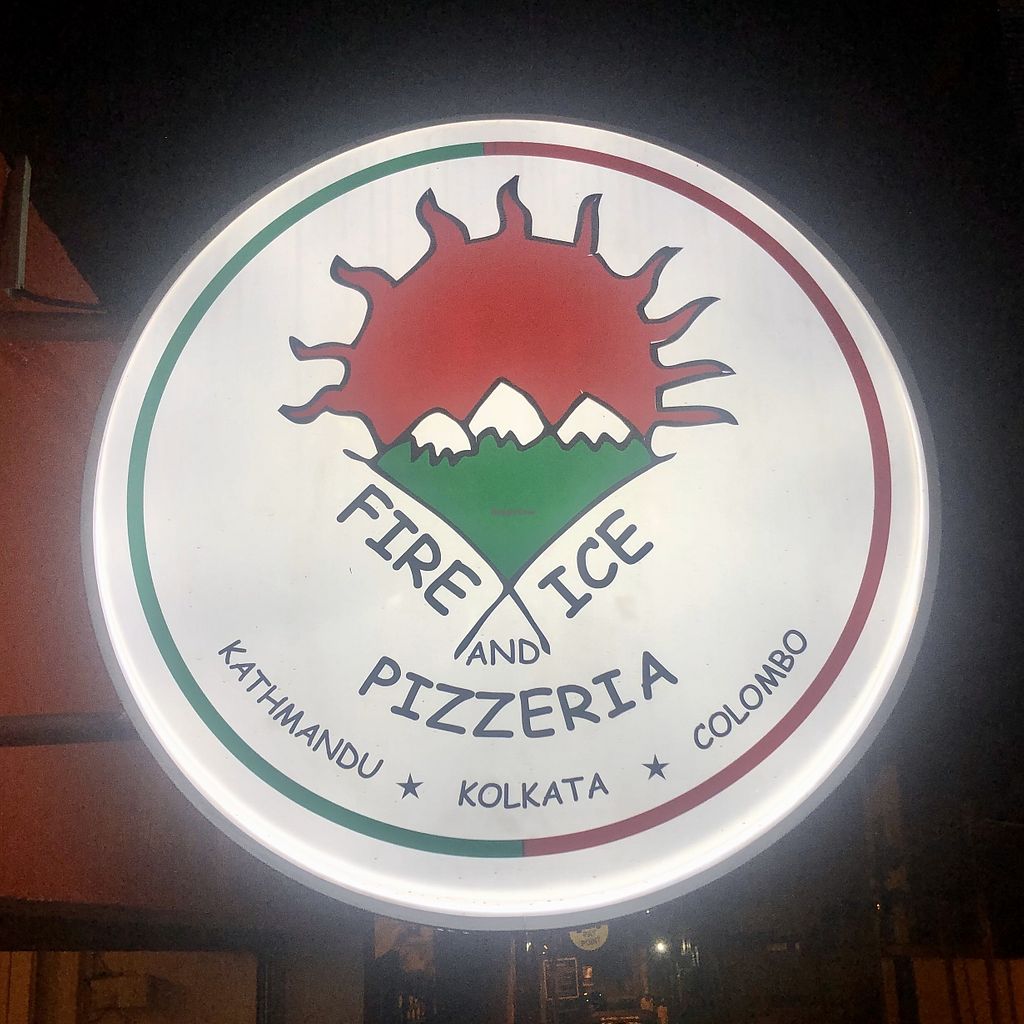 FIRE
AND
ICE
PIZZERIA
KATHMANDU ★ KOLKATA ★ COLOMBO